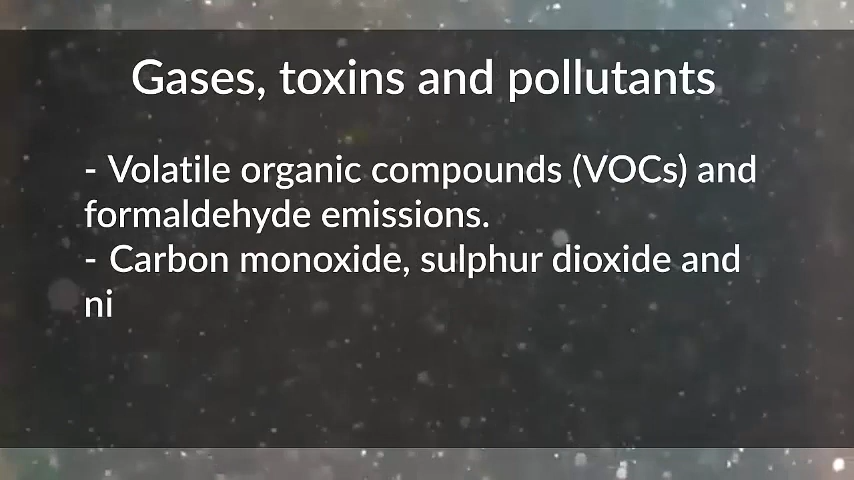 Gases, toxins and pollutants
- Volatile organic compounds (VOCs) and
formaldehyde emissions.
- Carbon monoxide, sulphur dioxide and
ni